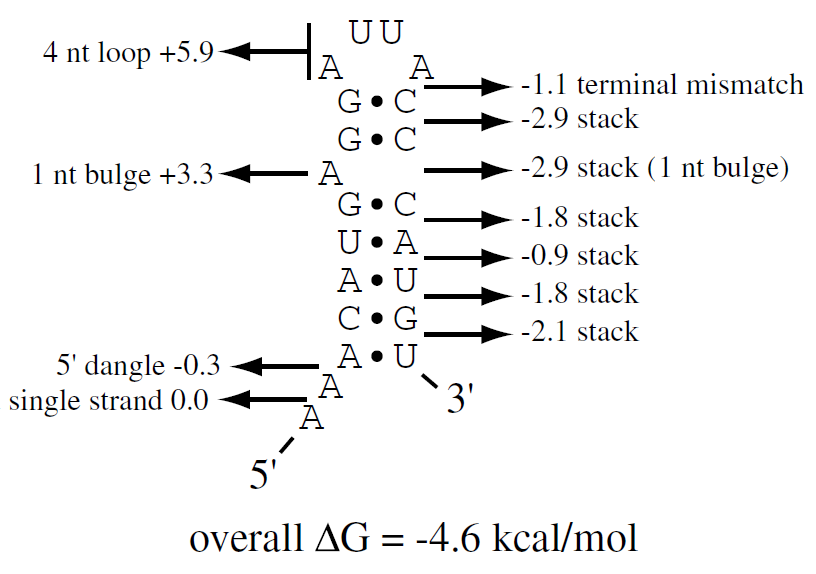 UU
4 nt loop +5.9
A A
-1.1 terminal mismatch
G • C
-2.9 stack
G • C
1 nt bulge +3.3
A
-2.9 stack (1 nt bulge)
G • C
-1.8 stack
U • A
-0.9 stack
A • U
-1.8 stack
C • G
-2.1 stack
A • U
5' dangle -0.3
A
3'
single strand 0.0
A
5'
overall ΔG = -4.6 kcal/mol